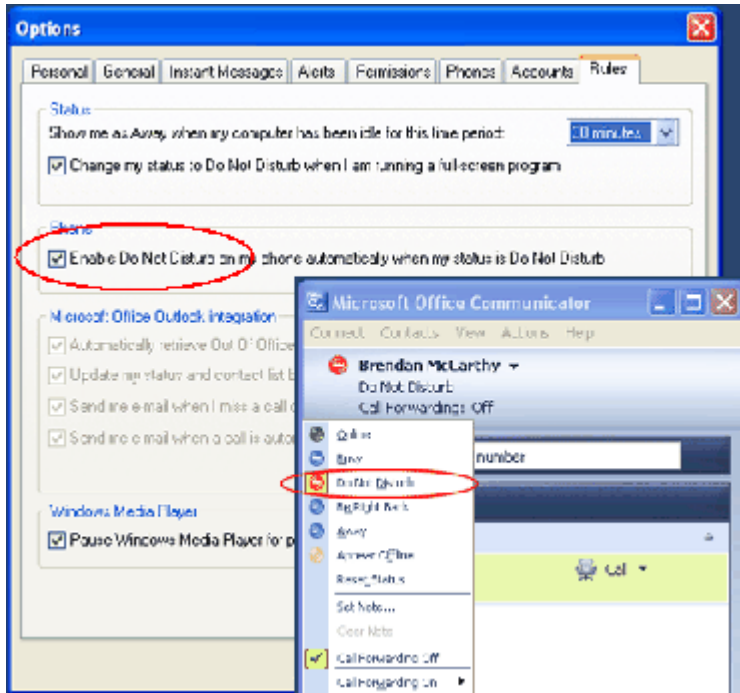 Options
Personal General Instant Messages Alerts Permissions Phones Accounts Rules
Status
Show me as Away when my computer has been idle for this time period:
minutes
Change my status to Do Not Disturb when I am running a full-screen program
Phone
Enable Do Not Disturb on my phone automatically when my status is Do Not Disturb
Microsoft Office Outlook integration
Automatically retrieve Out Of Office
Update my status and contact list
Send me e-mail when I miss a call
Send me e-mail when a call is
Windows Media Player
Pause Windows Media Player for
Microsoft Office Communicator
Connect Contacts View Actions Help
Brendan McCarthy
Do Not Disturb
Call Forwarding: Off
Online
Busy
number
Do Not Disturb
Be Right Back
Away
Appear Offline
Call
Reset Status
Set Note...
Clear Note
Call Forwarding Off
Call Forwarding On